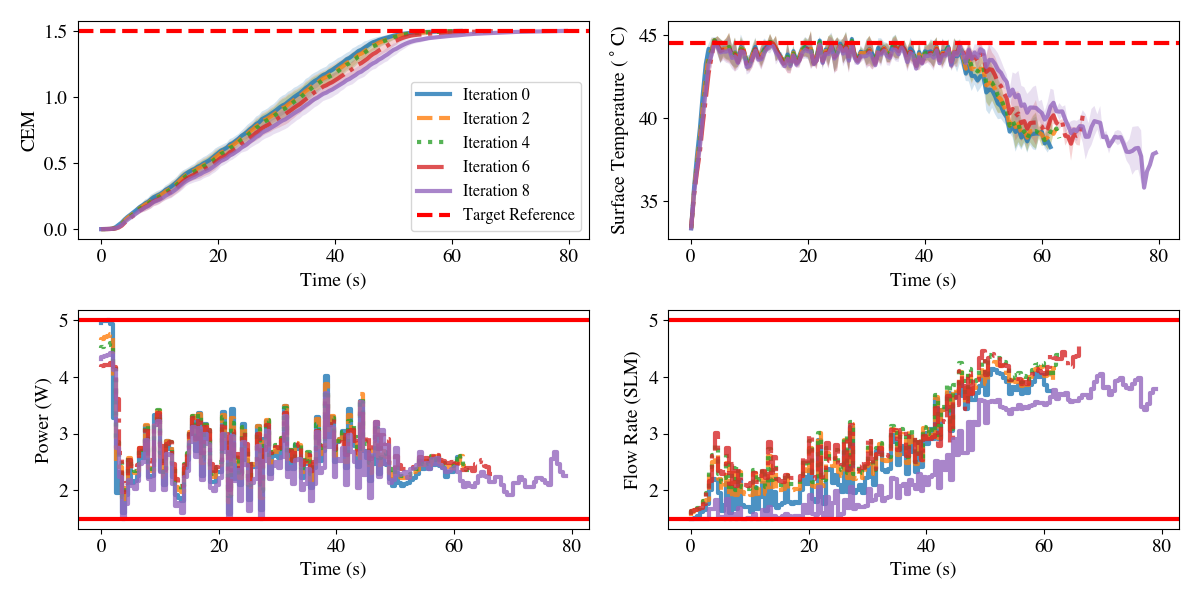 CEM
1.5
1.0
0.5
0.0
0 20 40 60 80
Time (s)
Iteration 0
Iteration 2
Iteration 4
Iteration 6
Iteration 8
Target Reference
Surface Temperature (°C)
45
40
35
0 20 40 60 80
Time (s)
Power (W)
5
4
3
2
0 20 40 60 80
Time (s)
Flow Rate (SLM)
5
4
3
2
0 20 40 60 80
Time (s)